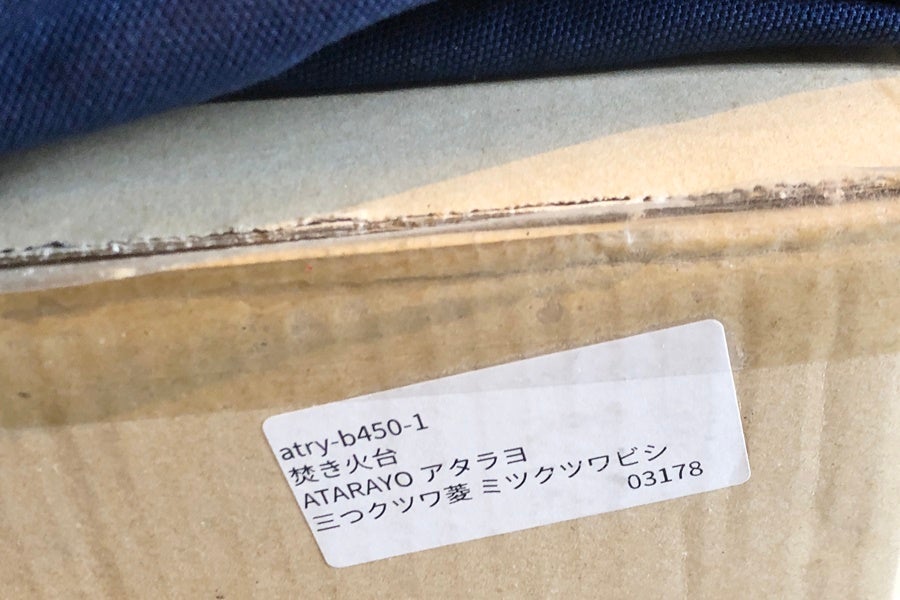 atry-b450-1
焚き火台
ATARAYO アタラヨ
三つクツワ菱 ミツクツワビシ
03178